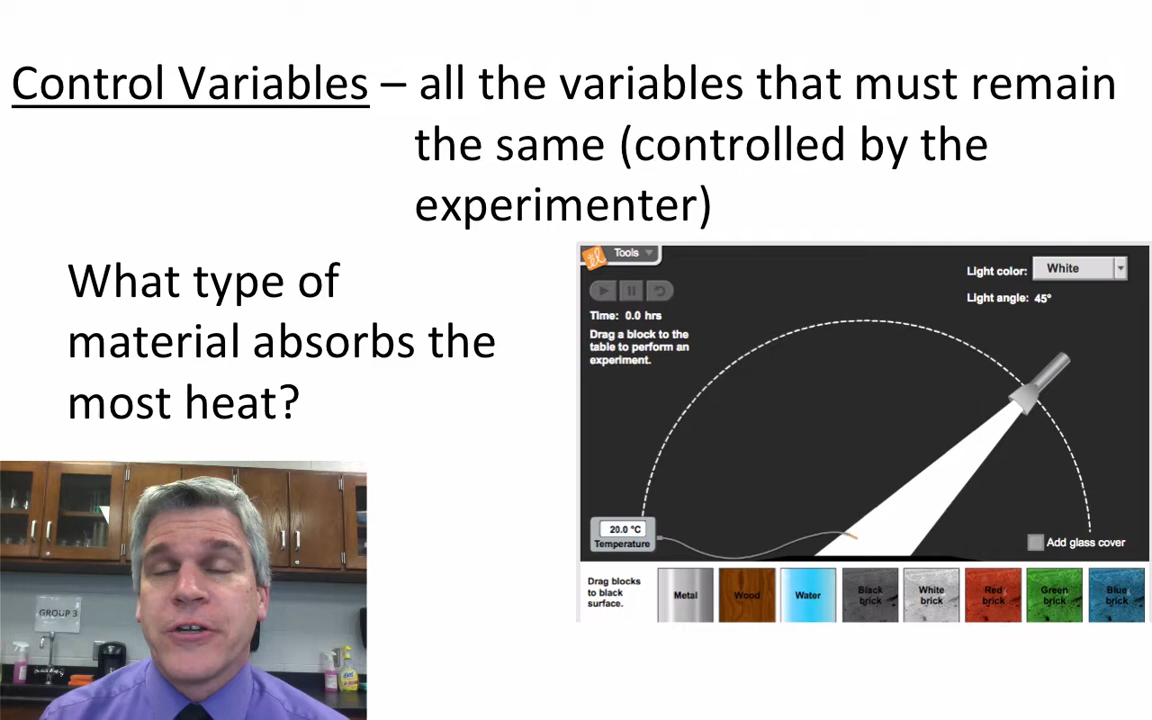 Control Variables – all the variables that must remain
the same (controlled by the
experimenter)
What type of
material absorbs the
most heat?
Tools
Light color: White
Light angle: 45°
Time: 0.0 hrs
Drag a block to the
table to perform an
experiment.
20.0 °C
Temperature
Add glass cover
Drag blocks
to black
surface.
Metal
Wood
Water
Black
brick
White
brick
Red
brick
Green
brick
Blue
brick
GROUP 3